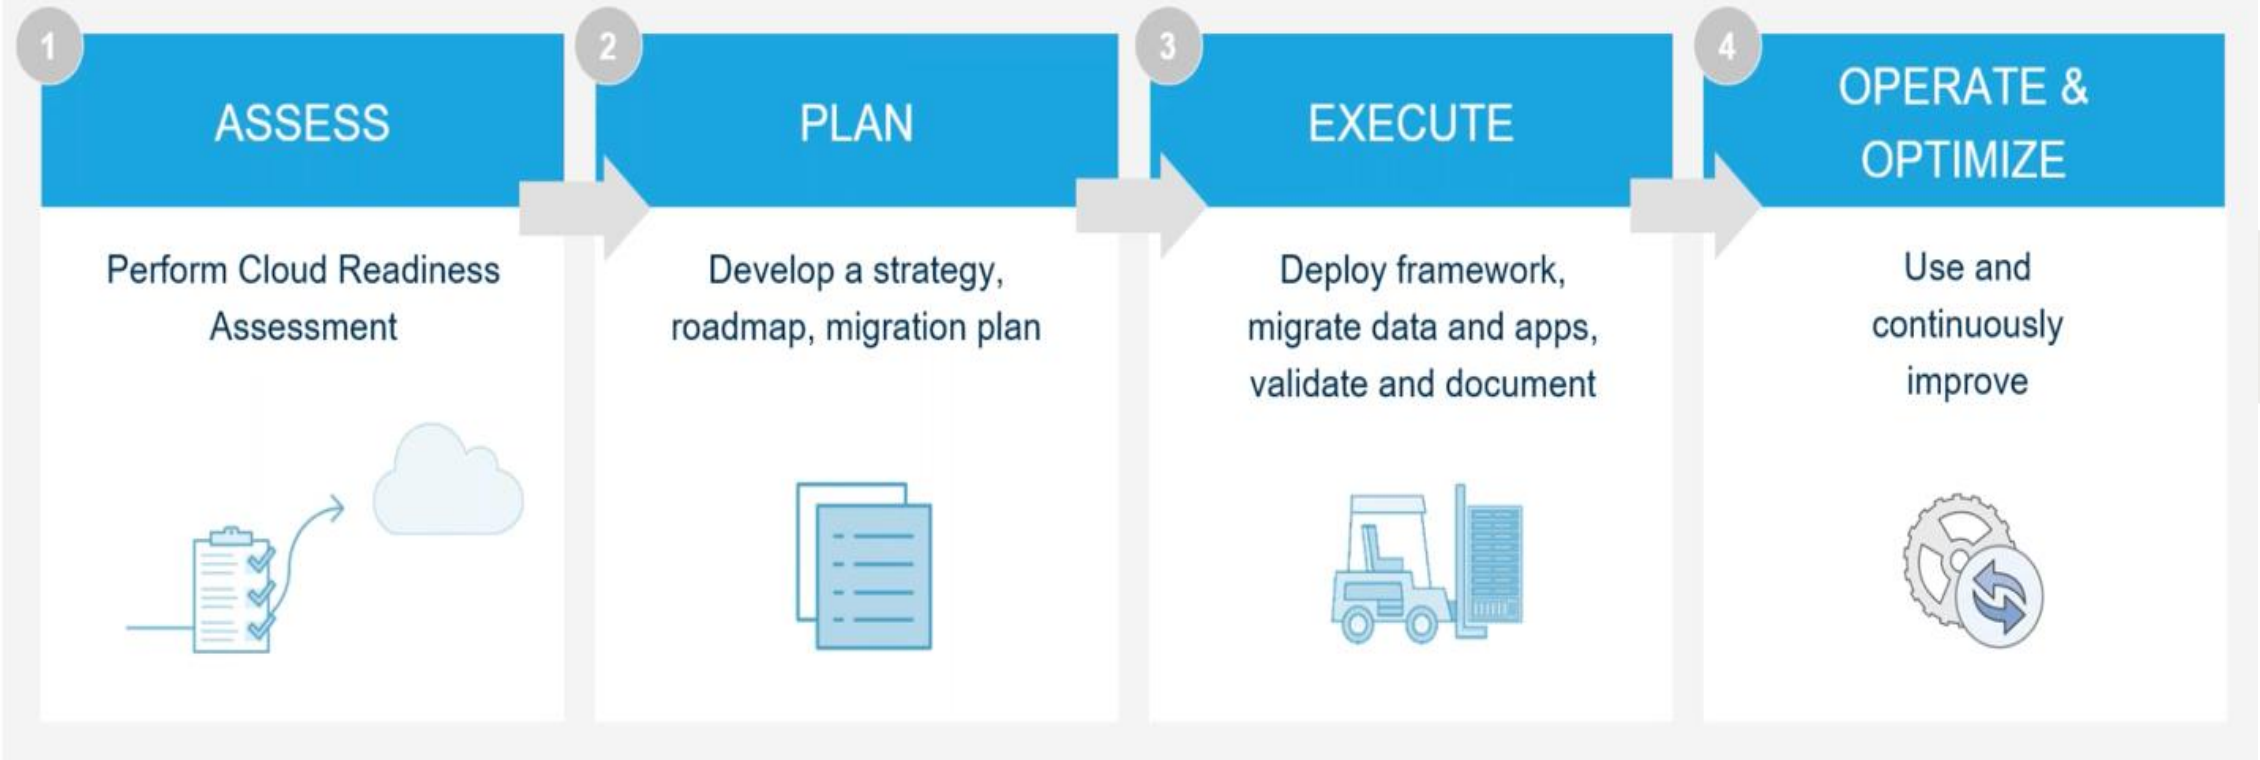 1
ASSESS
Perform Cloud Readiness
Assessment
2
PLAN
Develop a strategy,
roadmap, migration plan
3
EXECUTE
Deploy framework,
migrate data and apps,
validate and document
4
OPERATE &
OPTIMIZE
Use and
continuously
improve